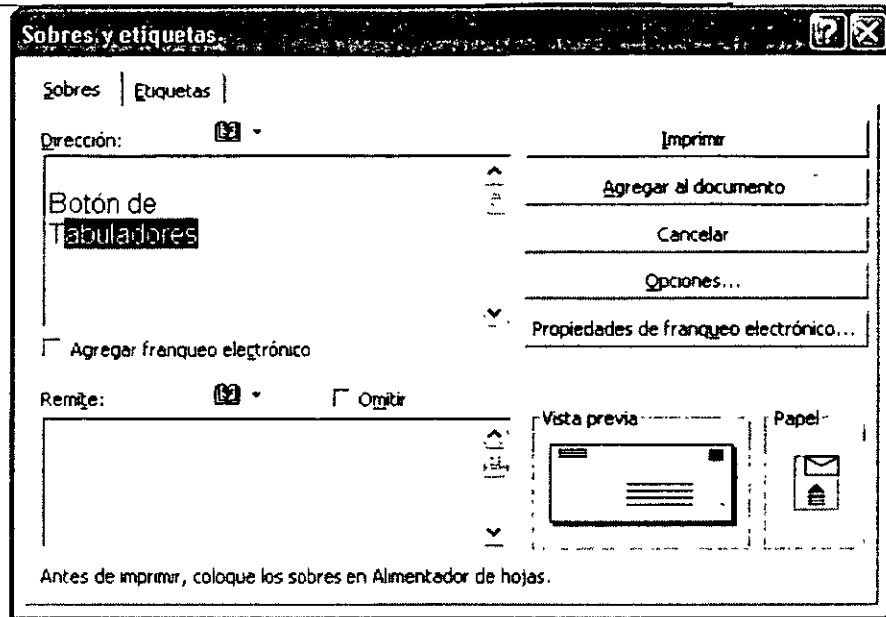 Sobres y etiquetas
Sobres
Etiquetas
Dirección:
Imprimir
Agregar al documento
Botón de
Tabuladores
Cancelar
Opciones...
Propiedades de franqueo electrónico...
Agregar franqueo electrónico
Remite:
Omitir
Vista previa
Papel
Antes de imprimir, coloque los sobres en Alimentador de hojas.